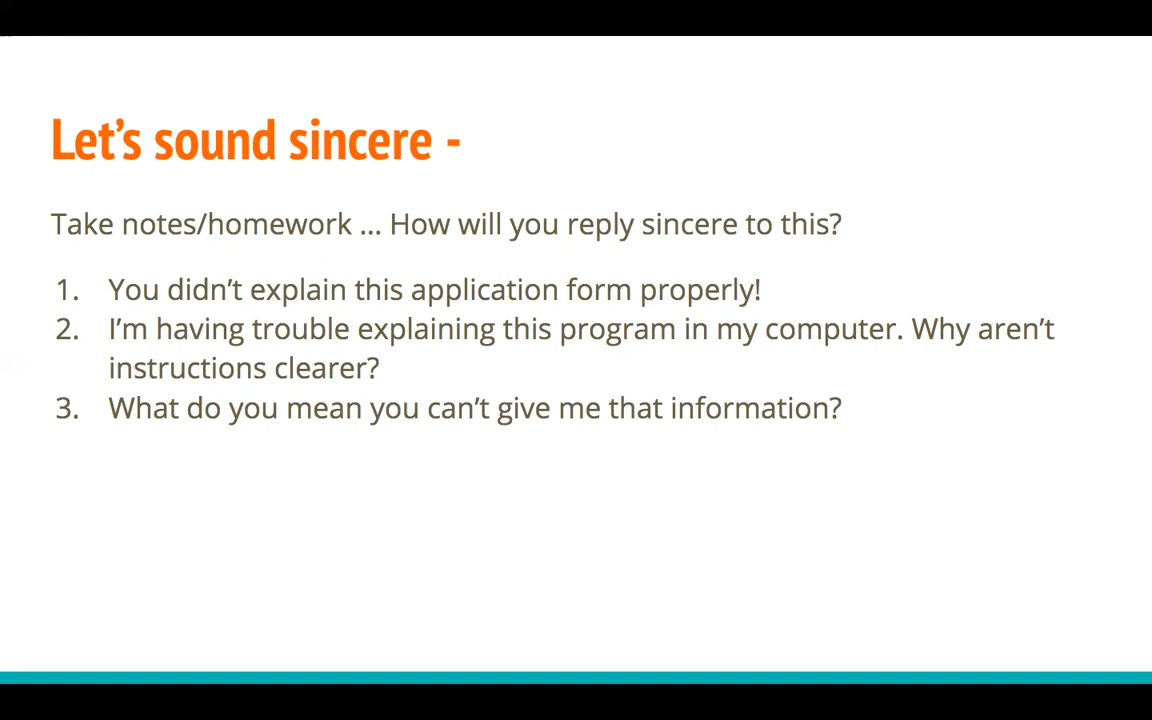 Let’s sound sincere -
Take notes/homework ... How will you reply sincere to this?
1. You didn’t explain this application form properly!
2. I’m having trouble explaining this program in my computer. Why aren’t
instructions clearer?
3. What do you mean you can’t give me that information?